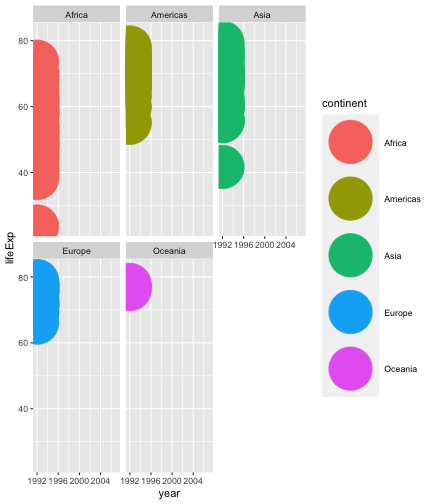 Africa Americas Asia
80
60
40
lifeExp
1992 1996 2000 2004
Europe Oceania
80
60
40
1992 1996 2000 2004 1992 1996 2000 2004
year
continent
Africa
Americas
Asia
Europe
Oceania